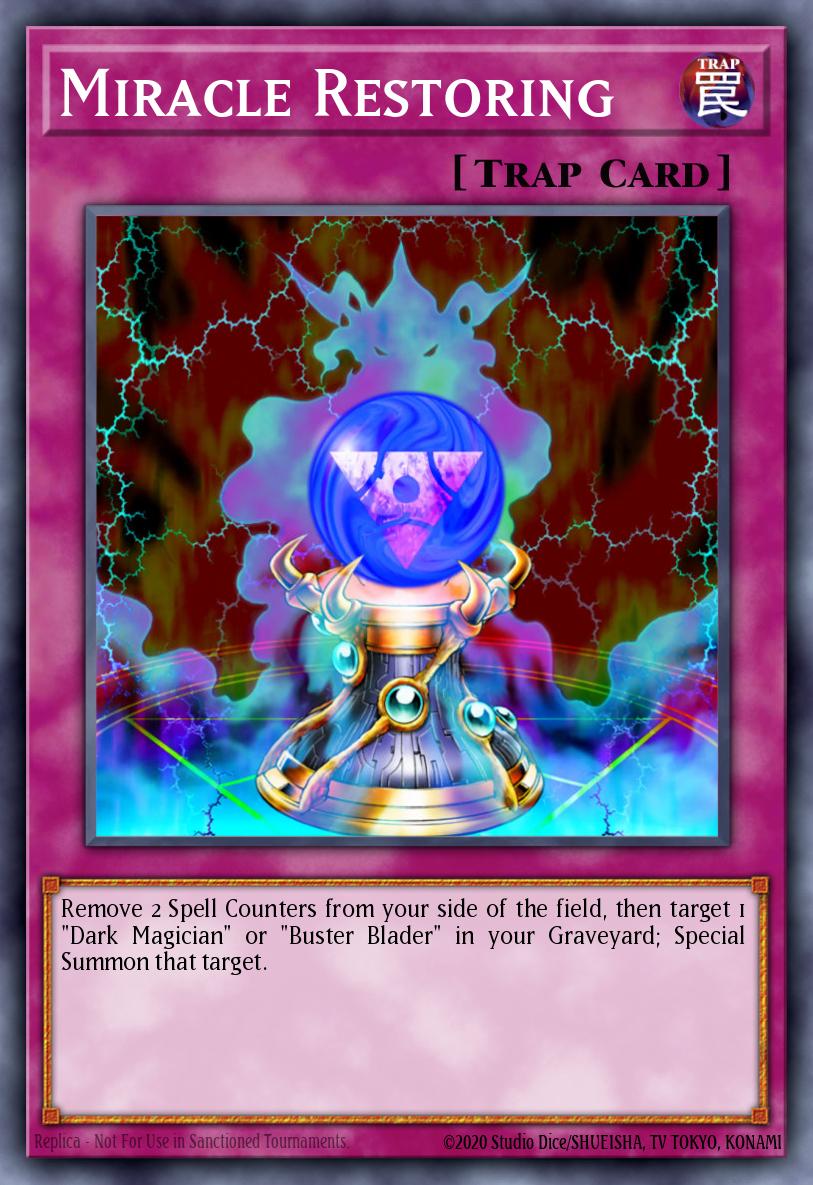 Miracle Restoring
TRAP
罠
[Trap Card]
Remove 2 Spell Counters from your side of the field, then target 1
"Dark Magician" or "Buster Blader" in your Graveyard; Special
Summon that target.
Replica - Not For Use in Sanctioned Tournaments.
©2020 Studio Dice/SHUEISHA, TV TOKYO, KONAMI